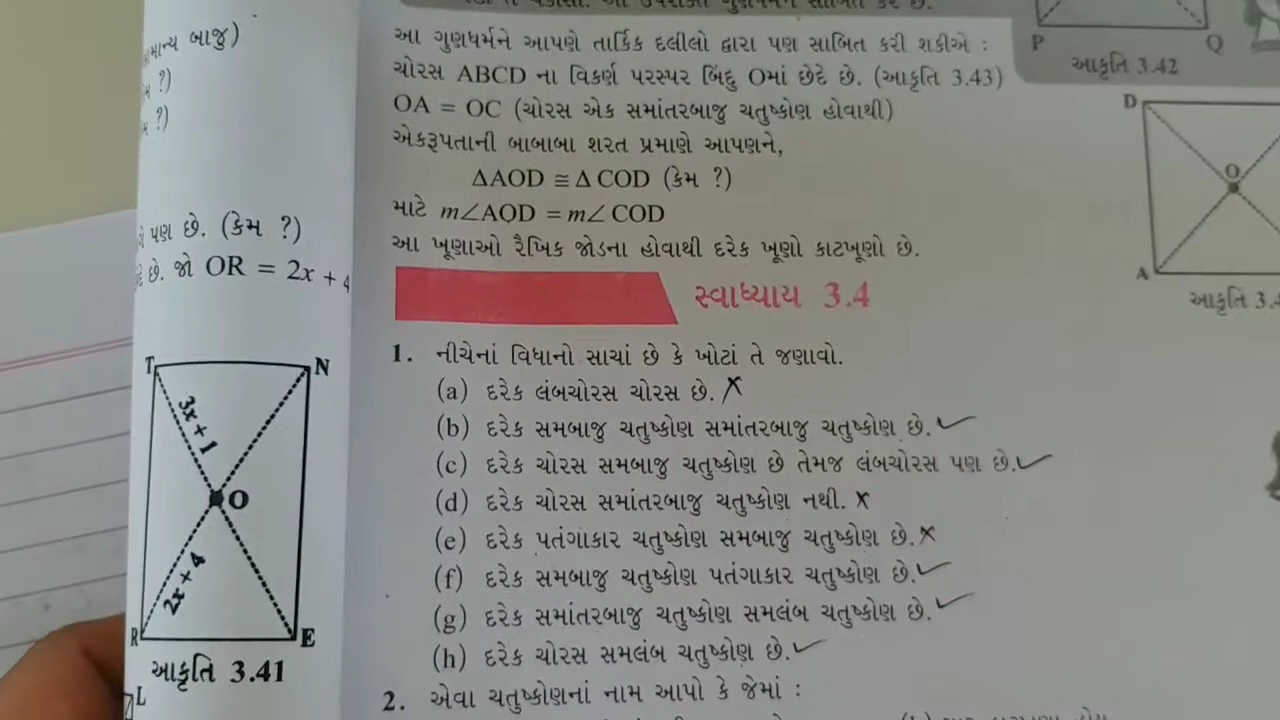 માન્ય બાજુ)
?)
?)
પણ છે. (કેમ ?)
છે. જો OR = 2x + 4
T
N
3x + 1
O
2x + 4
R
E
આકૃતિ 3.41
L
આ ગુણધર્મને આપણે તાર્કિક દલીલો દ્વારા પણ સાબિત કરી શકીએ :
ચોરસ ABCD ના વિકર્ણ પરસ્પર બિંદુ Oમાં છેદે છે. (આકૃતિ 3.43)
OA = OC (ચોરસ એક સમાંતરબાજુ ચતુષ્કોણ હોવાથી)
એકરૂપતાની બાબાબા શરત પ્રમાણે આપણને,
ΔAOD ≅ Δ COD (કેમ ?)
માટે m∠AOD = m∠ COD
આ ખૂણાઓ રૈખિક જોડના હોવાથી દરેક ખૂણો કાટખૂણો છે.
સ્વાધ્યાય 3.4
1. નીચેનાં વિધાનો સાચાં છે કે ખોટાં તે જણાવો.
(a) દરેક લંબચોરસ ચોરસ છે. ✗
(b) દરેક સમબાજુ ચતુષ્કોણ સમાંતરબાજુ ચતુષ્કોણ છે. ✓
(c) દરેક ચોરસ સમબાજુ ચતુષ્કોણ છે તેમજ લંબચોરસ પણ છે. ✓
(d) દરેક ચોરસ સમાંતરબાજુ ચતુષ્કોણ નથી. ✗
(e) દરેક પતંગાકાર ચતુષ્કોણ સમબાજુ ચતુષ્કોણ છે. ✗
(f) દરેક સમબાજુ ચતુષ્કોણ પતંગાકાર ચતુષ્કોણ છે. ✓
(g) દરેક સમાંતરબાજુ ચતુષ્કોણ સમલંબ ચતુષ્કોણ છે. ✓
(h) દરેક ચોરસ સમલંબ ચતુષ્કોણ છે. ✓
2. એવા ચતુષ્કોણનાં નામ આપો કે જેમાં :
P
Q
આકૃતિ 3.42
D
O
A
આકૃતિ